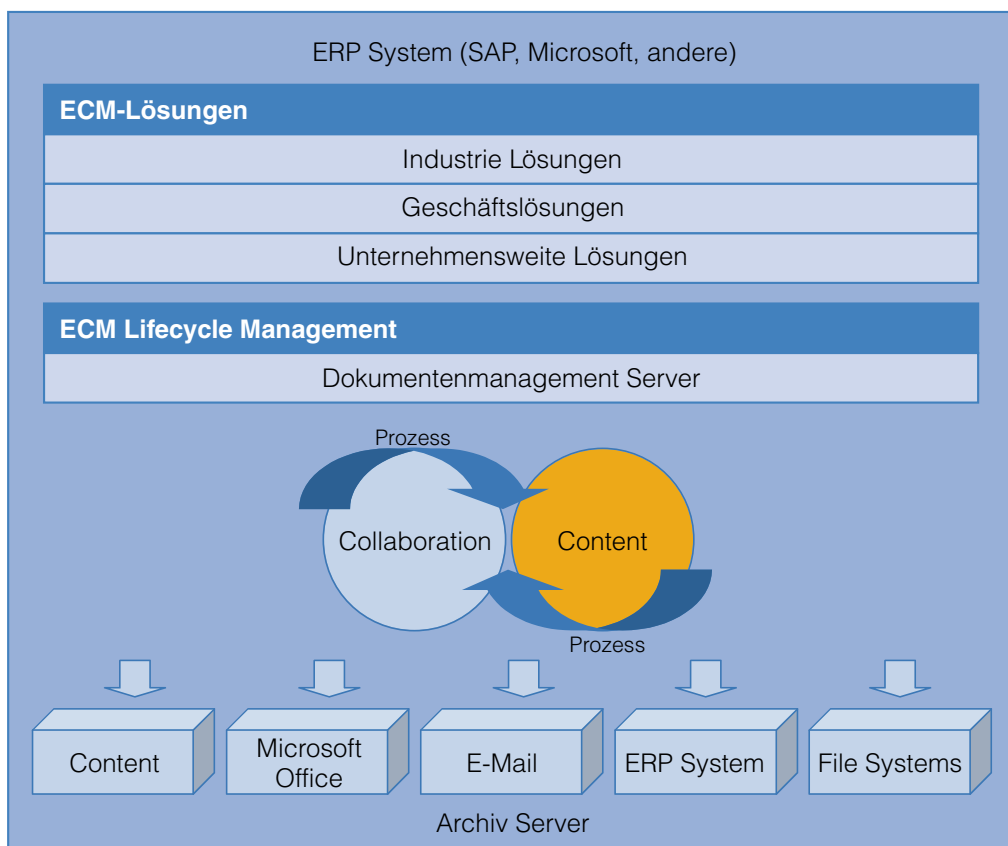 ERP System (SAP, Microsoft, andere)
ECM-Lösungen
Industrie Lösungen
Geschäftslösungen
Unternehmensweite Lösungen
ECM Lifecycle Management
Dokumentenmanagement Server
Prozess
Collaboration
Content
Prozess
Content
Microsoft
Office
E-Mail
ERP System
File Systems
Archiv Server